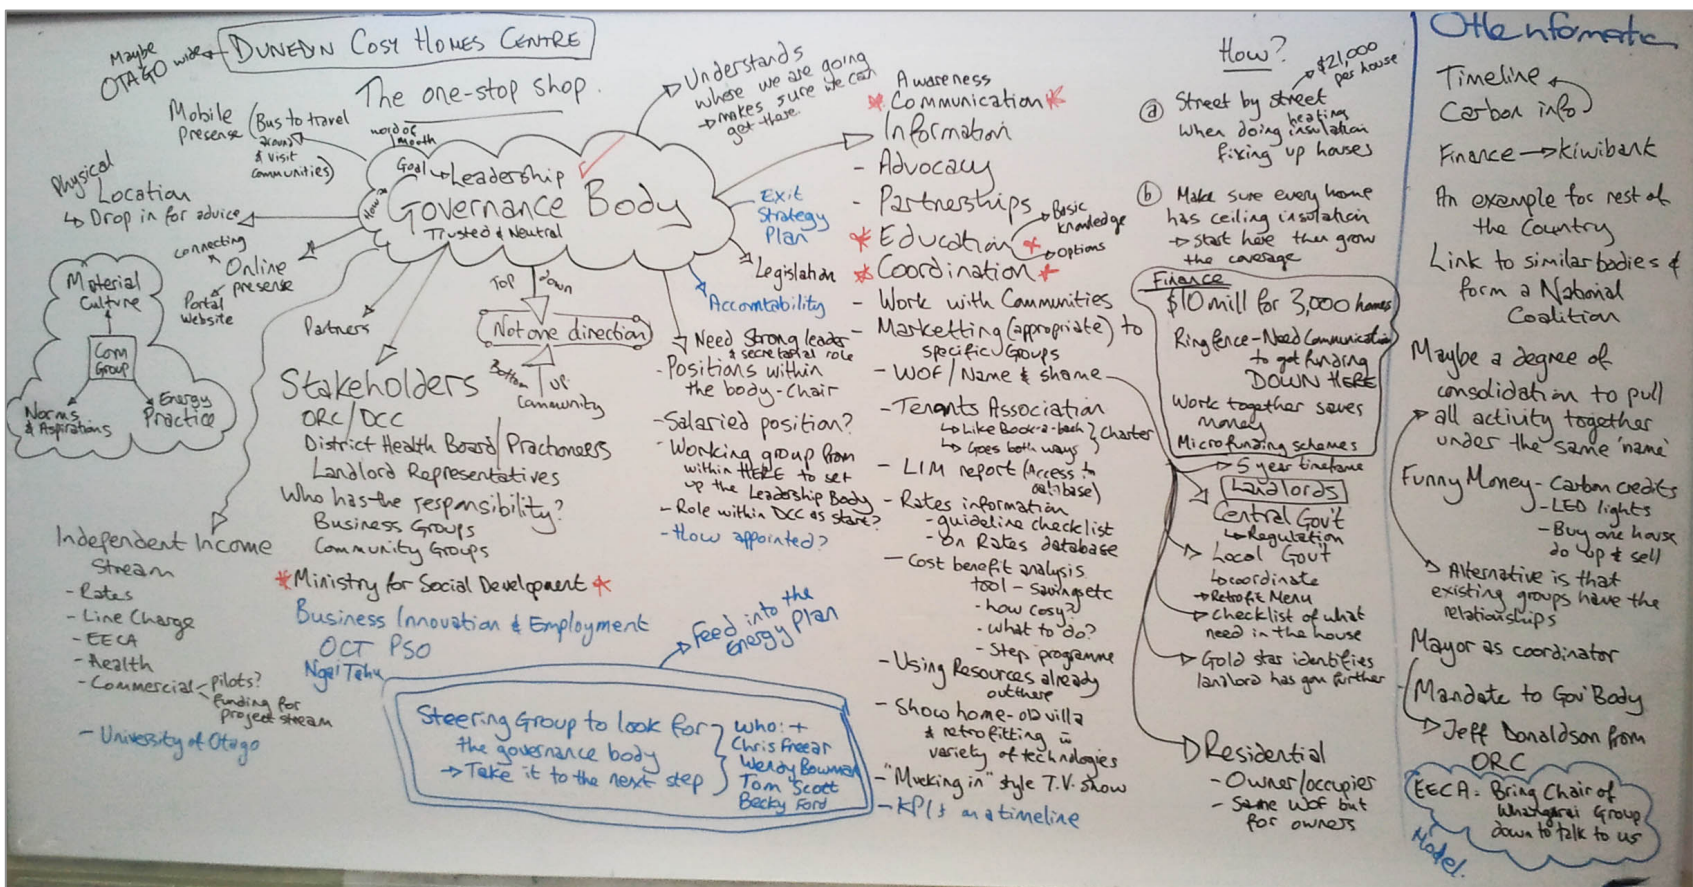 Maybe
OTAGO wide
DUNEDIN COSY HOMES CENTRE
The one-stop shop.
Mobile
presense
(Bus to travel
around
& visit
communities)
word of
mouth
Physical
Location
↳ Drop in for advice
connecting
Online
presense
Portal
website
Material
Culture
Com
Group
Norms
& Aspirations
Energy
Practice
Goal → Leadership
How
Governance Body
Trusted & Neutral
Understands
where we are going
→ makes sure we can
get there.
Exit
Strategy
Plan
Legislation
Accountability
Partners
Top down
Not one direction
Bottom up
Community
Stakeholders
ORC/DCC
District Health Board/Practioneers
Landlord Representatives
Who has the responsibility?
Business Groups
Community Groups
* Ministry for Social Development *
Business Innovation & Employment
OCT PSO
Ngai Tahu
Independent Income
Stream
- Rates
- Line Charge
- EECA
- Health
- Commercial - pilots?
funding for
project stream
- University of Otago
Need Strong leader
& secretarial role
- Positions within
the body - Chair
- Salaried position?
- Working group from
within HERE to set
up the Leadership Body
- Role within DCC as start?
- How appointed?
Feed into the
Energy Plan
Steering Group to look for
the governance body
→ Take it to the next step
who: +
Chris Freear
Wendy Bowman
Tom Scott
Becky Ford
Awareness
* Communication *
Information
- Advocacy
- Partnerships
* Education *
Basic
knowledge
Options
* Coordination *
- Work with Communities
- Marketting (appropriate) to
specific Groups
- WOF/Name & shame
- Tenants Association
↳ Like Book-a-bach
↳ Goes both ways
} Charter
- LIM report (Access to
database)
- Rates information
- guideline checklist
- On Rates database
- Cost benefit analysis
tool - savings etc
- how cosy?
- what to do?
- Step programme
- Using Resources already
outthere
- Show home - old villa
& retrofitting in
variety of technologies
- "Mucking in" style T.V. show
- KPI's on a timeline
How?
$21,000
per house
(a) Street by street
when doing heating
insulation
fixing up houses
(b) Make sure every home
has ceiling insulation
→ start here then grow
the coverage
Finance
$10 mill for 3,000 homes
Ring fence - Need Communication
to get funding
DOWN HERE
Work together saves
money
Microfunding schemes
5 year timeframe
Landlords
Central Gov't
↳ Regulation
Local Gov't
↳ coordinate
→ Retrofit Menu
Checklist of what
need in the house
Gold star identifies
landlord has gon further
Residential
- Owner/occupier
- Same WOF but
for owners
Othe nformatic
Timeline
Carbon info
Finance → kiwibank
An example for rest of
the Country
Link to similar bodies &
form a National
Coalition
Maybe a degree of
consolidation to pull
all activity together
under the same 'name'
Funny Money - Carbon credits
- LED lights
- Buy one house
do up & sell
Alternative is that
existing groups have the
relationships
Mayor as coordinator
Mandate to Gov' Body
Jeff Donaldson from
ORC
EECA: Bring Chair of
Whangarai Group
down to talk to us
Model.